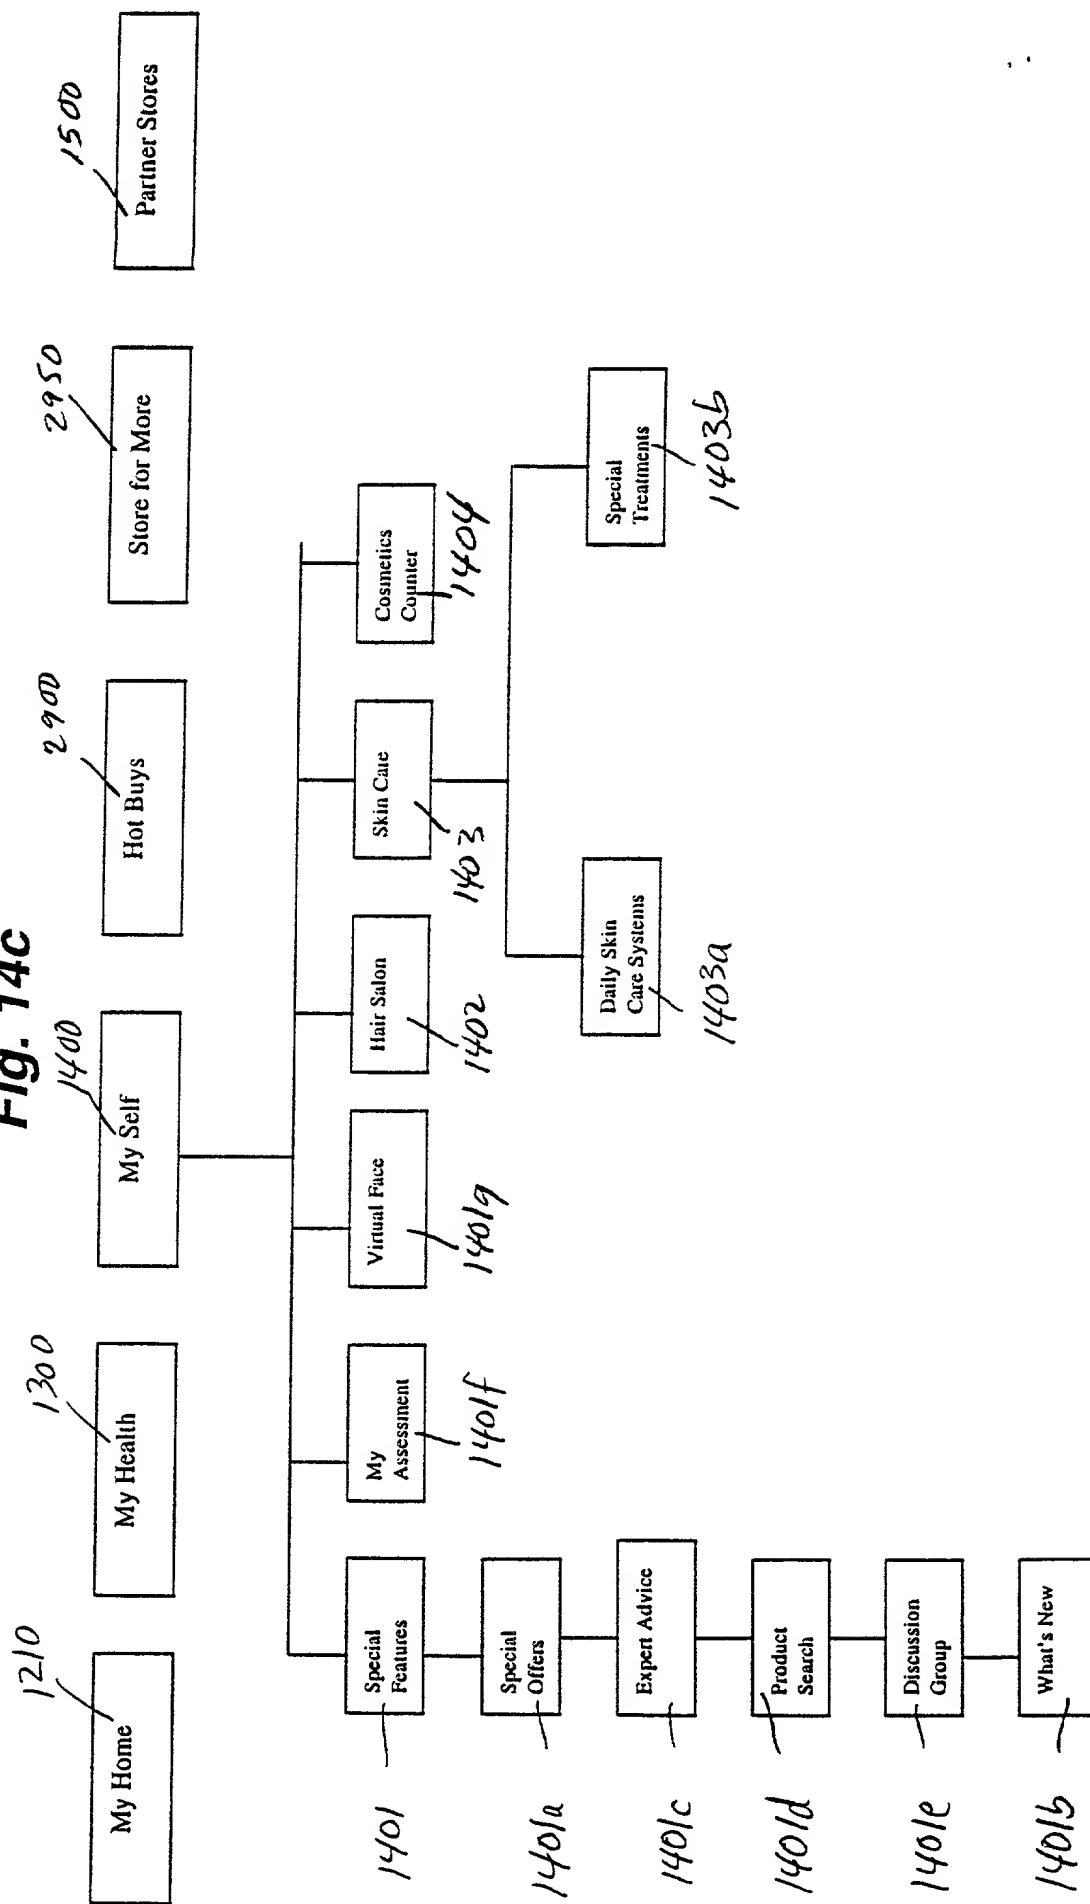 Fig. 14c
1210
My Home
1300
My Health
1400
My Self
2900
Hot Buys
2950
Store for More
1500
Partner Stores
1401
Special
Features
My
Assessment
1401f
Virtual Face
1401g
Hair Salon
1402
Skin Care
1403
Cosmetics
Counter
1404
1401a
Special
Offers
1401c
Expert Advice
1401d
Product
Search
1401e
Discussion
Group
1401b
What's New
Daily Skin
Care Systems
1403a
Special
Treatments
1403b